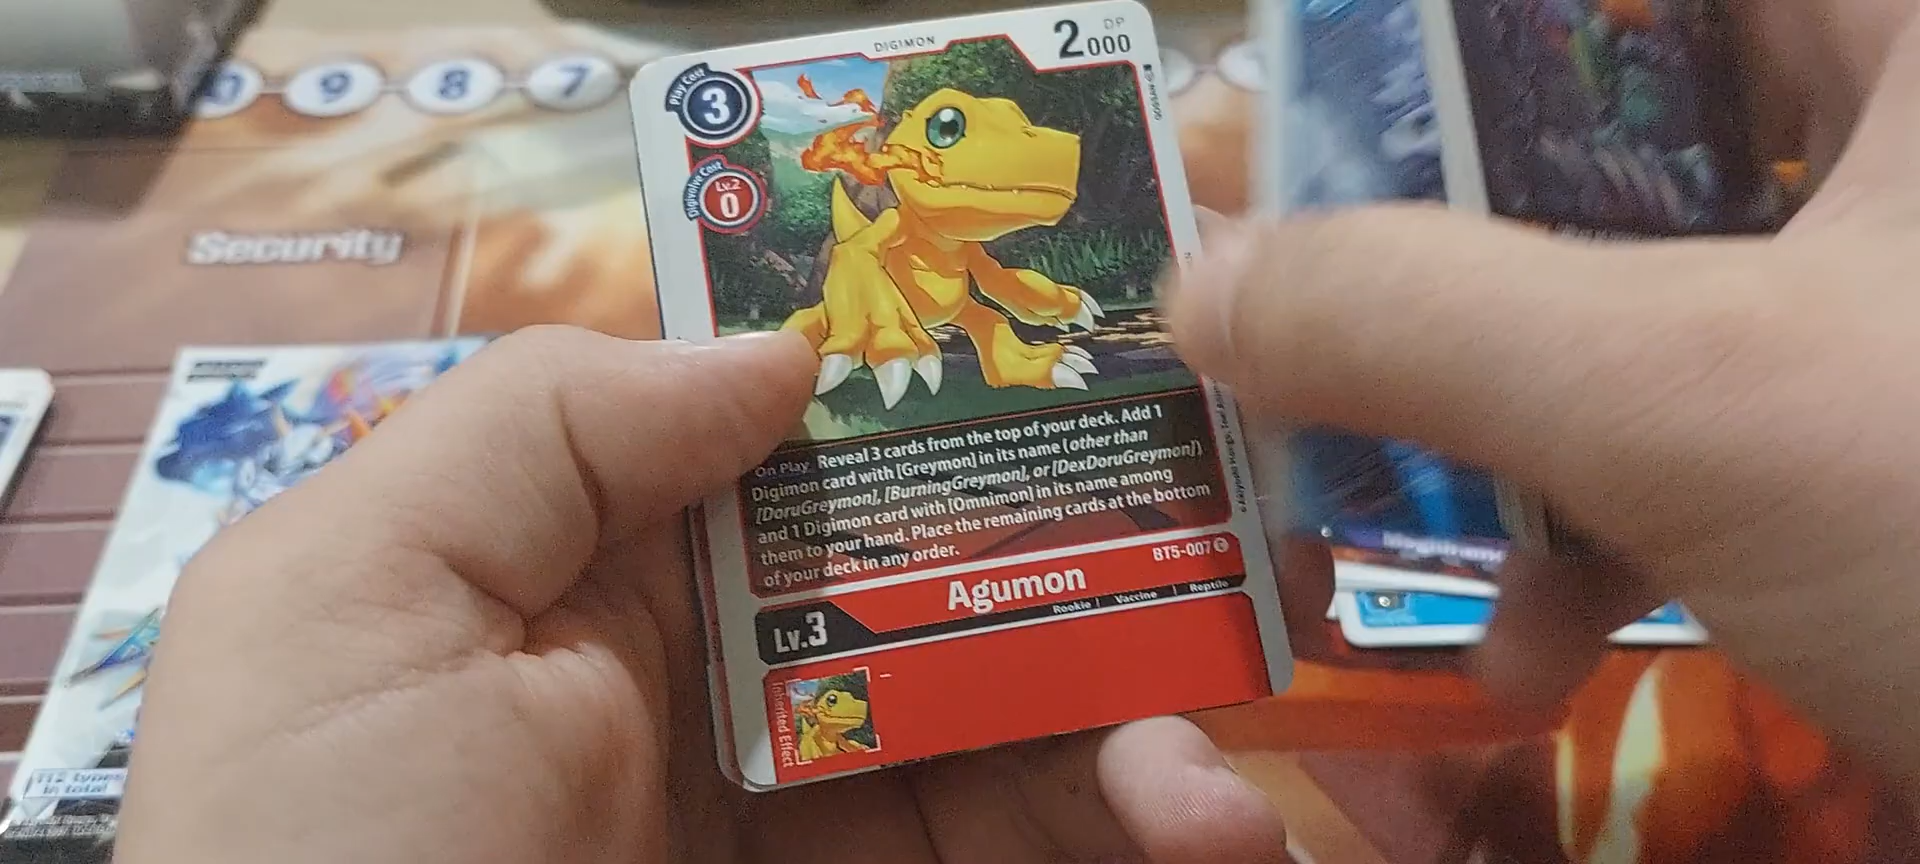 9
8
7
Security
DIGIMON
DP
2000
Play Cost
3
Digivolve Cost
Lv.2
0
On Play Reveal 3 cards from the top of your deck. Add 1
Digimon card with [Greymon] in its name (other than
[DoruGreymon], [BurningGreymon], or [DexDoruGreymon])
and 1 Digimon card with [Omnimon] in its name among
them to your hand. Place the remaining cards at the bottom
of your deck in any order.
BT5-007
Agumon
Rookie | Vaccine | Reptile
Lv.3
Inherited Effect
-
112 types
in total